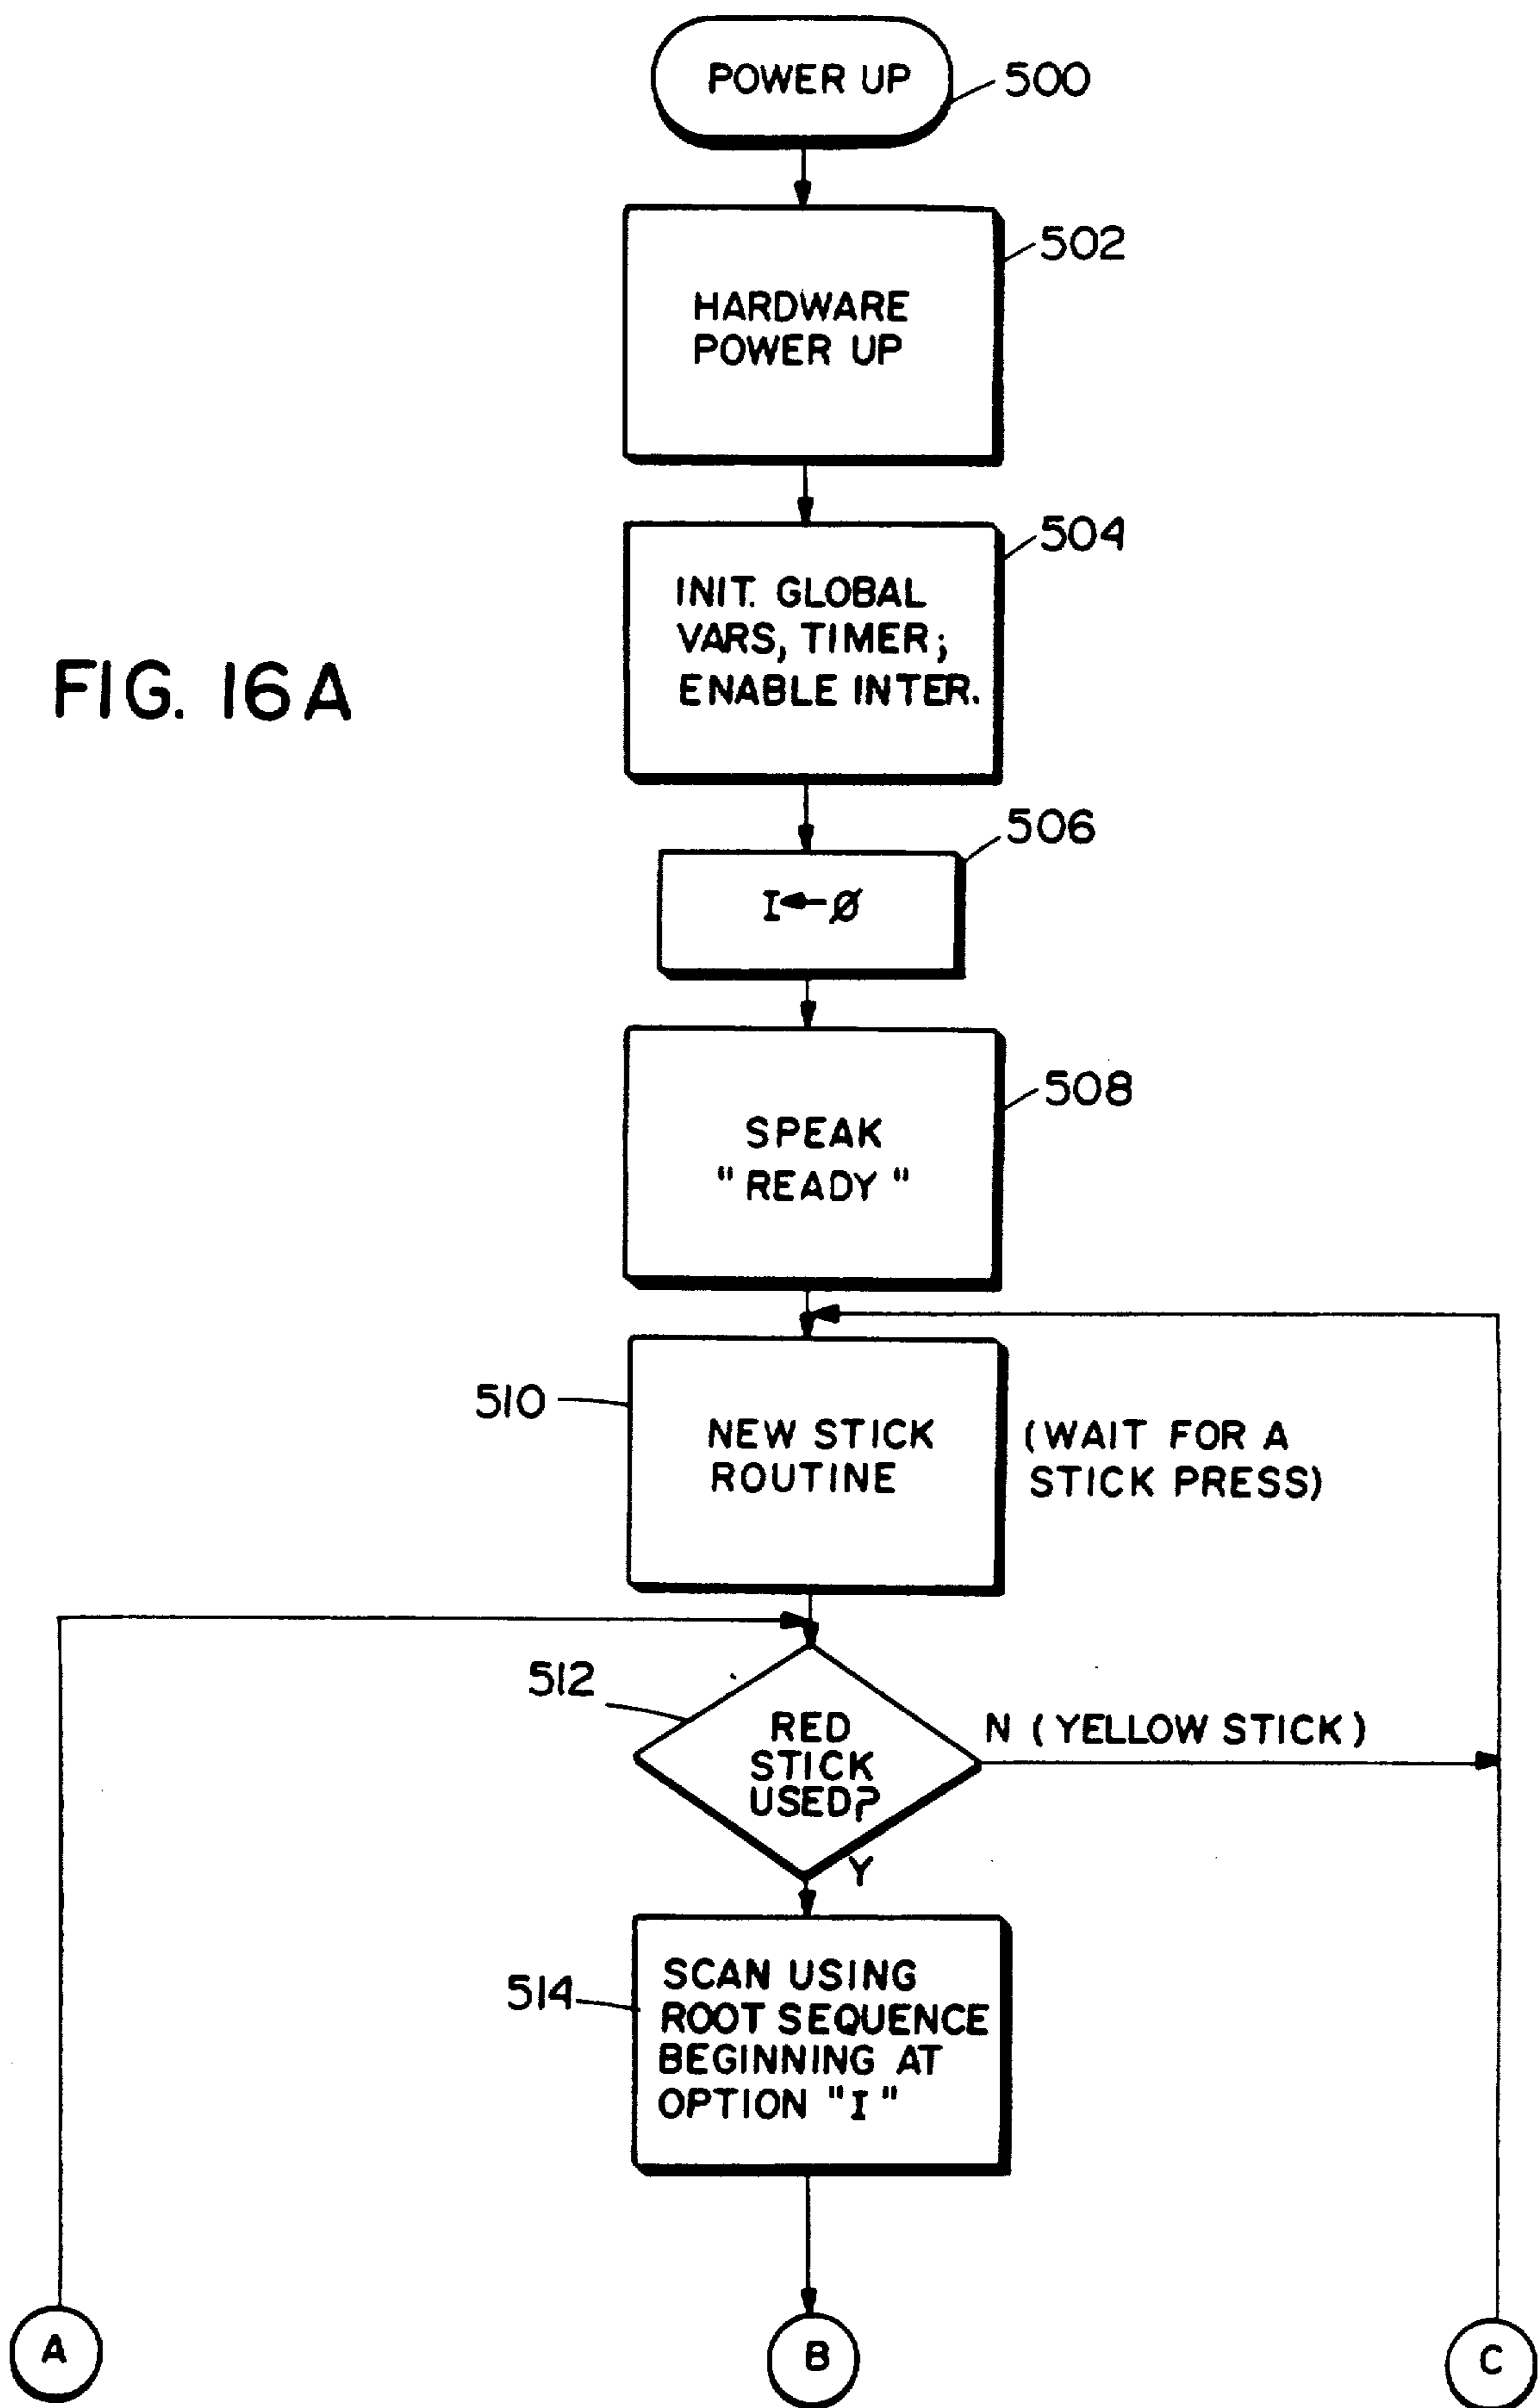 POWER UP
500
502
HARDWARE
POWER UP
504
INIT. GLOBAL
VARS, TIMER;
ENABLE INTER.
FIG. 16A
506
I←Ø
508
SPEAK
"READY"
510
NEW STICK
ROUTINE
(WAIT FOR A
STICK PRESS)
512
RED
STICK
USED?
N (YELLOW STICK)
Y
514
SCAN USING
ROOT SEQUENCE
BEGINNING AT
OPTION "I"
A
B
C